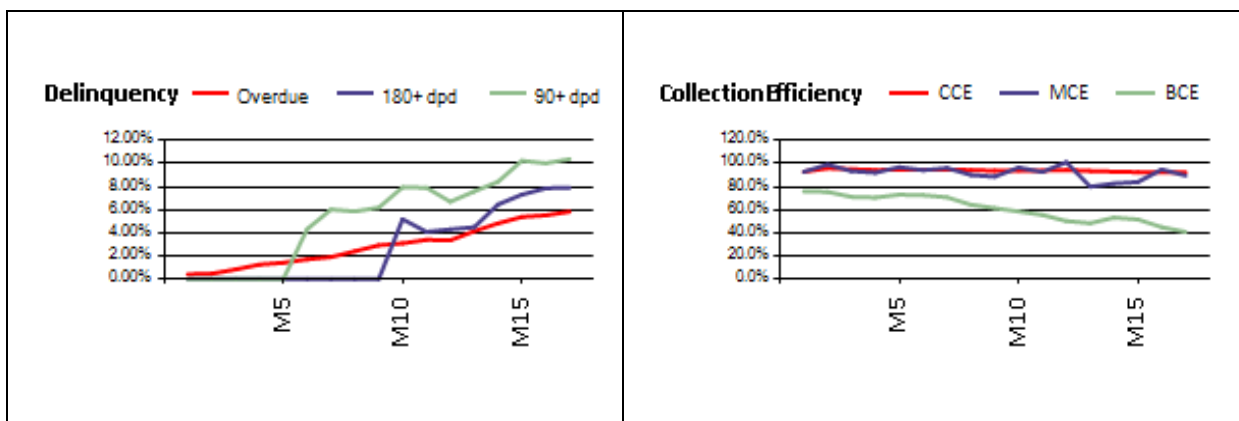 Delinquency Overdue 180+ dpd 90+ dpd
12.00%
10.00%
8.00%
6.00%
4.00%
2.00%
0.00%
M5
M10
M15
Collection Efficiency CCE MCE BCE
120.0%
100.0%
80.0%
60.0%
40.0%
20.0%
0.0%
M5
M10
M15